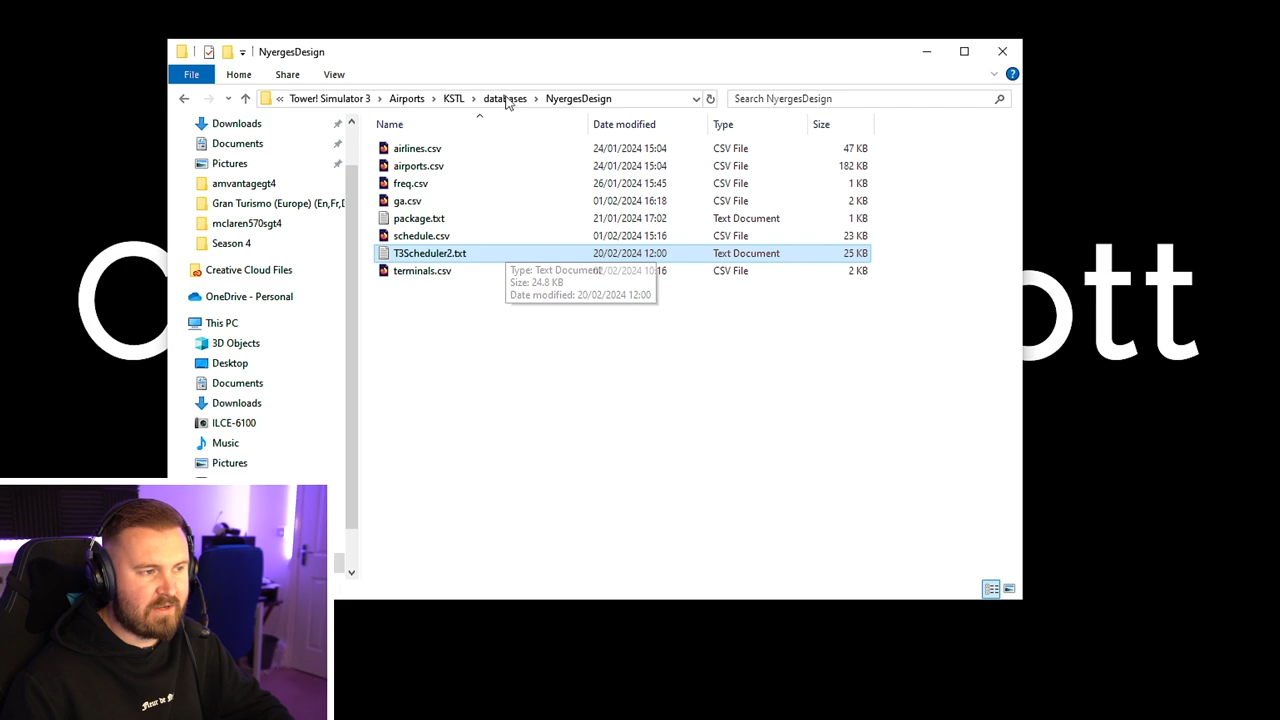 NyergesDesign
File Home Share View
« Tower! Simulator 3 > Airports > KSTL > databases > NyergesDesign
Search NyergesDesign
Name Date modified Type Size
Downloads
Documents
Pictures
amvantagegt4
Gran Turismo (Europe) (En,Fr,D
mclaren570sgt4
Season 4
Creative Cloud Files
OneDrive - Personal
This PC
3D Objects
Desktop
Documents
Downloads
ILCE-6100
Music
Pictures
airlines.csv 24/01/2024 15:04 CSV File 47 KB
airports.csv 24/01/2024 15:04 CSV File 182 KB
freq.csv 26/01/2024 15:45 CSV File 1 KB
ga.csv 01/02/2024 16:18 CSV File 2 KB
package.txt 21/01/2024 17:02 Text Document 1 KB
schedule.csv 01/02/2024 15:16 CSV File 23 KB
T3Scheduler2.txt 20/02/2024 12:00 Text Document 25 KB
terminals.csv CSV File 2 KB
Type: Text Document
Size: 24.8 KB
Date modified: 20/02/2024 12:00
ott